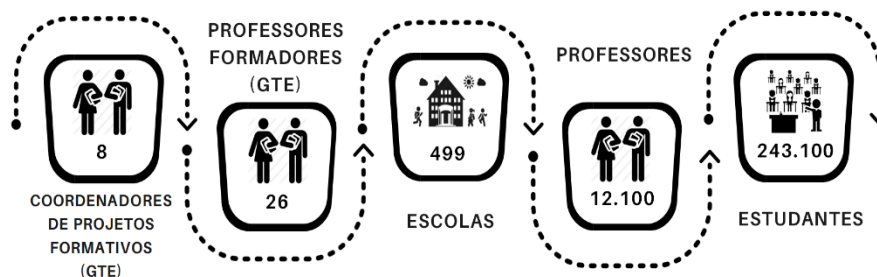 8
COORDENADORES
DE PROJETOS
FORMATIVOS
(GTE)
PROFESSORES
FORMADORES
(GTE)
26
499
ESCOLAS
PROFESSORES
12.100
243.100
ESTUDANTES